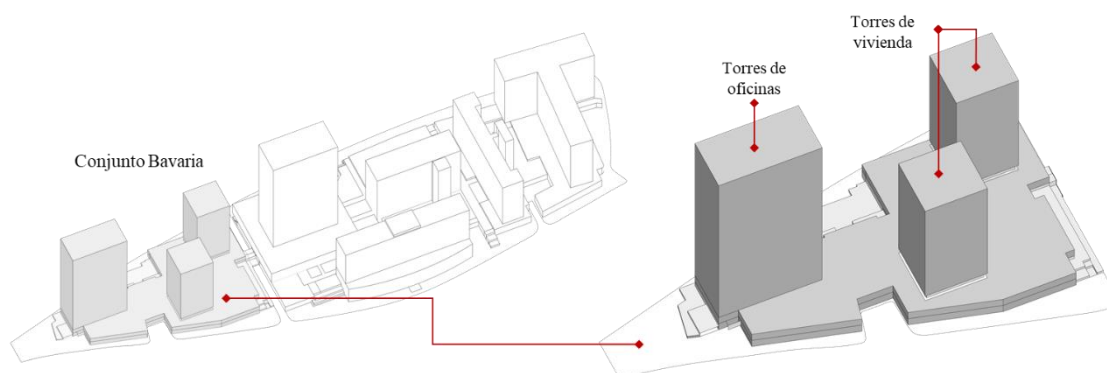 Torres de
vivienda
Torres de
oficinas
Conjunto Bavaria